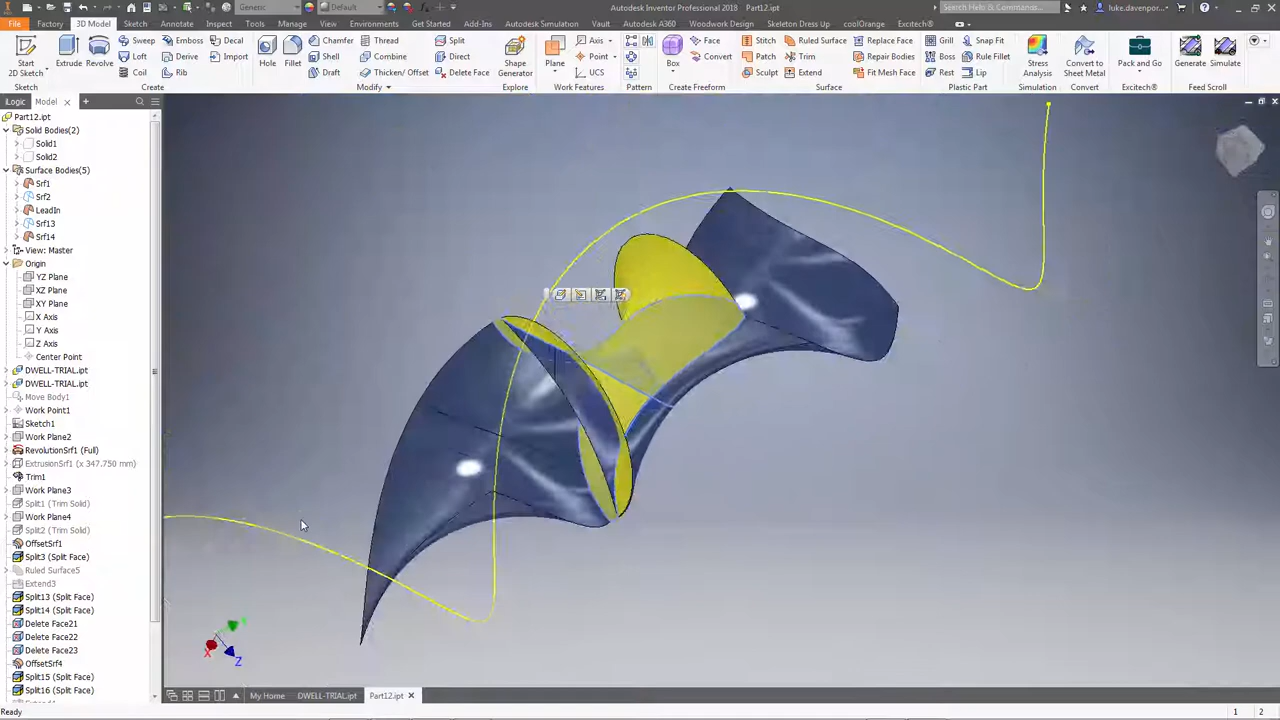 Generic
Default
Autodesk Inventor Professional 2018 Part12.ipt
Search Help & Commands...
luke.davenpor...
File
Factory
3D Model
Sketch
Annotate
Inspect
Tools
Manage
View
Environments
Get Started
Add-Ins
Autodesk Simulation
Vault
Autodesk A360
Woodwork Design
Skeleton Dress Up
coolOrange
Excitech®
Start
2D Sketch
Extrude
Revolve
Sweep
Emboss
Decal
Loft
Derive
Import
Coil
Rib
Hole
Fillet
Chamfer
Thread
Split
Shell
Combine
Direct
Draft
Thicken/ Offset
Delete Face
Shape
Generator
Plane
Axis
Point
UCS
Box
Face
Convert
Stitch
Ruled Surface
Replace Face
Patch
Trim
Repair Bodies
Sculpt
Extend
Fit Mesh Face
Grill
Snap Fit
Boss
Rule Fillet
Rest
Lip
Stress
Analysis
Convert to
Sheet Metal
Pack and Go
Generate
Simulate
Sketch
Create
Modify
Explore
Work Features
Pattern
Create Freeform
Surface
Plastic Part
Simulation
Convert
Excitech®
Feed Scroll
iLogic
Model
Part12.ipt
Solid Bodies(2)
Solid1
Solid2
Surface Bodies(5)
Srf1
Srf2
LeadIn
Srf13
Srf14
View: Master
Origin
YZ Plane
XZ Plane
XY Plane
X Axis
Y Axis
Z Axis
Center Point
DWELL-TRIAL.ipt
DWELL-TRIAL.ipt
Move Body1
Work Point1
Sketch1
Work Plane2
RevolutionSrf1 (Full)
ExtrusionSrf1 (x 347.750 mm)
Trim1
Work Plane3
Split1 (Trim Solid)
Work Plane4
Split2 (Trim Solid)
OffsetSrf1
Split3 (Split Face)
Ruled Surface5
Extend3
Split13 (Split Face)
Split14 (Split Face)
Delete Face21
Delete Face22
Delete Face23
OffsetSrf4
Split15 (Split Face)
Split16 (Split Face)
X
Z
My Home
DWELL-TRIAL.ipt
Part12.ipt
Ready
1
2